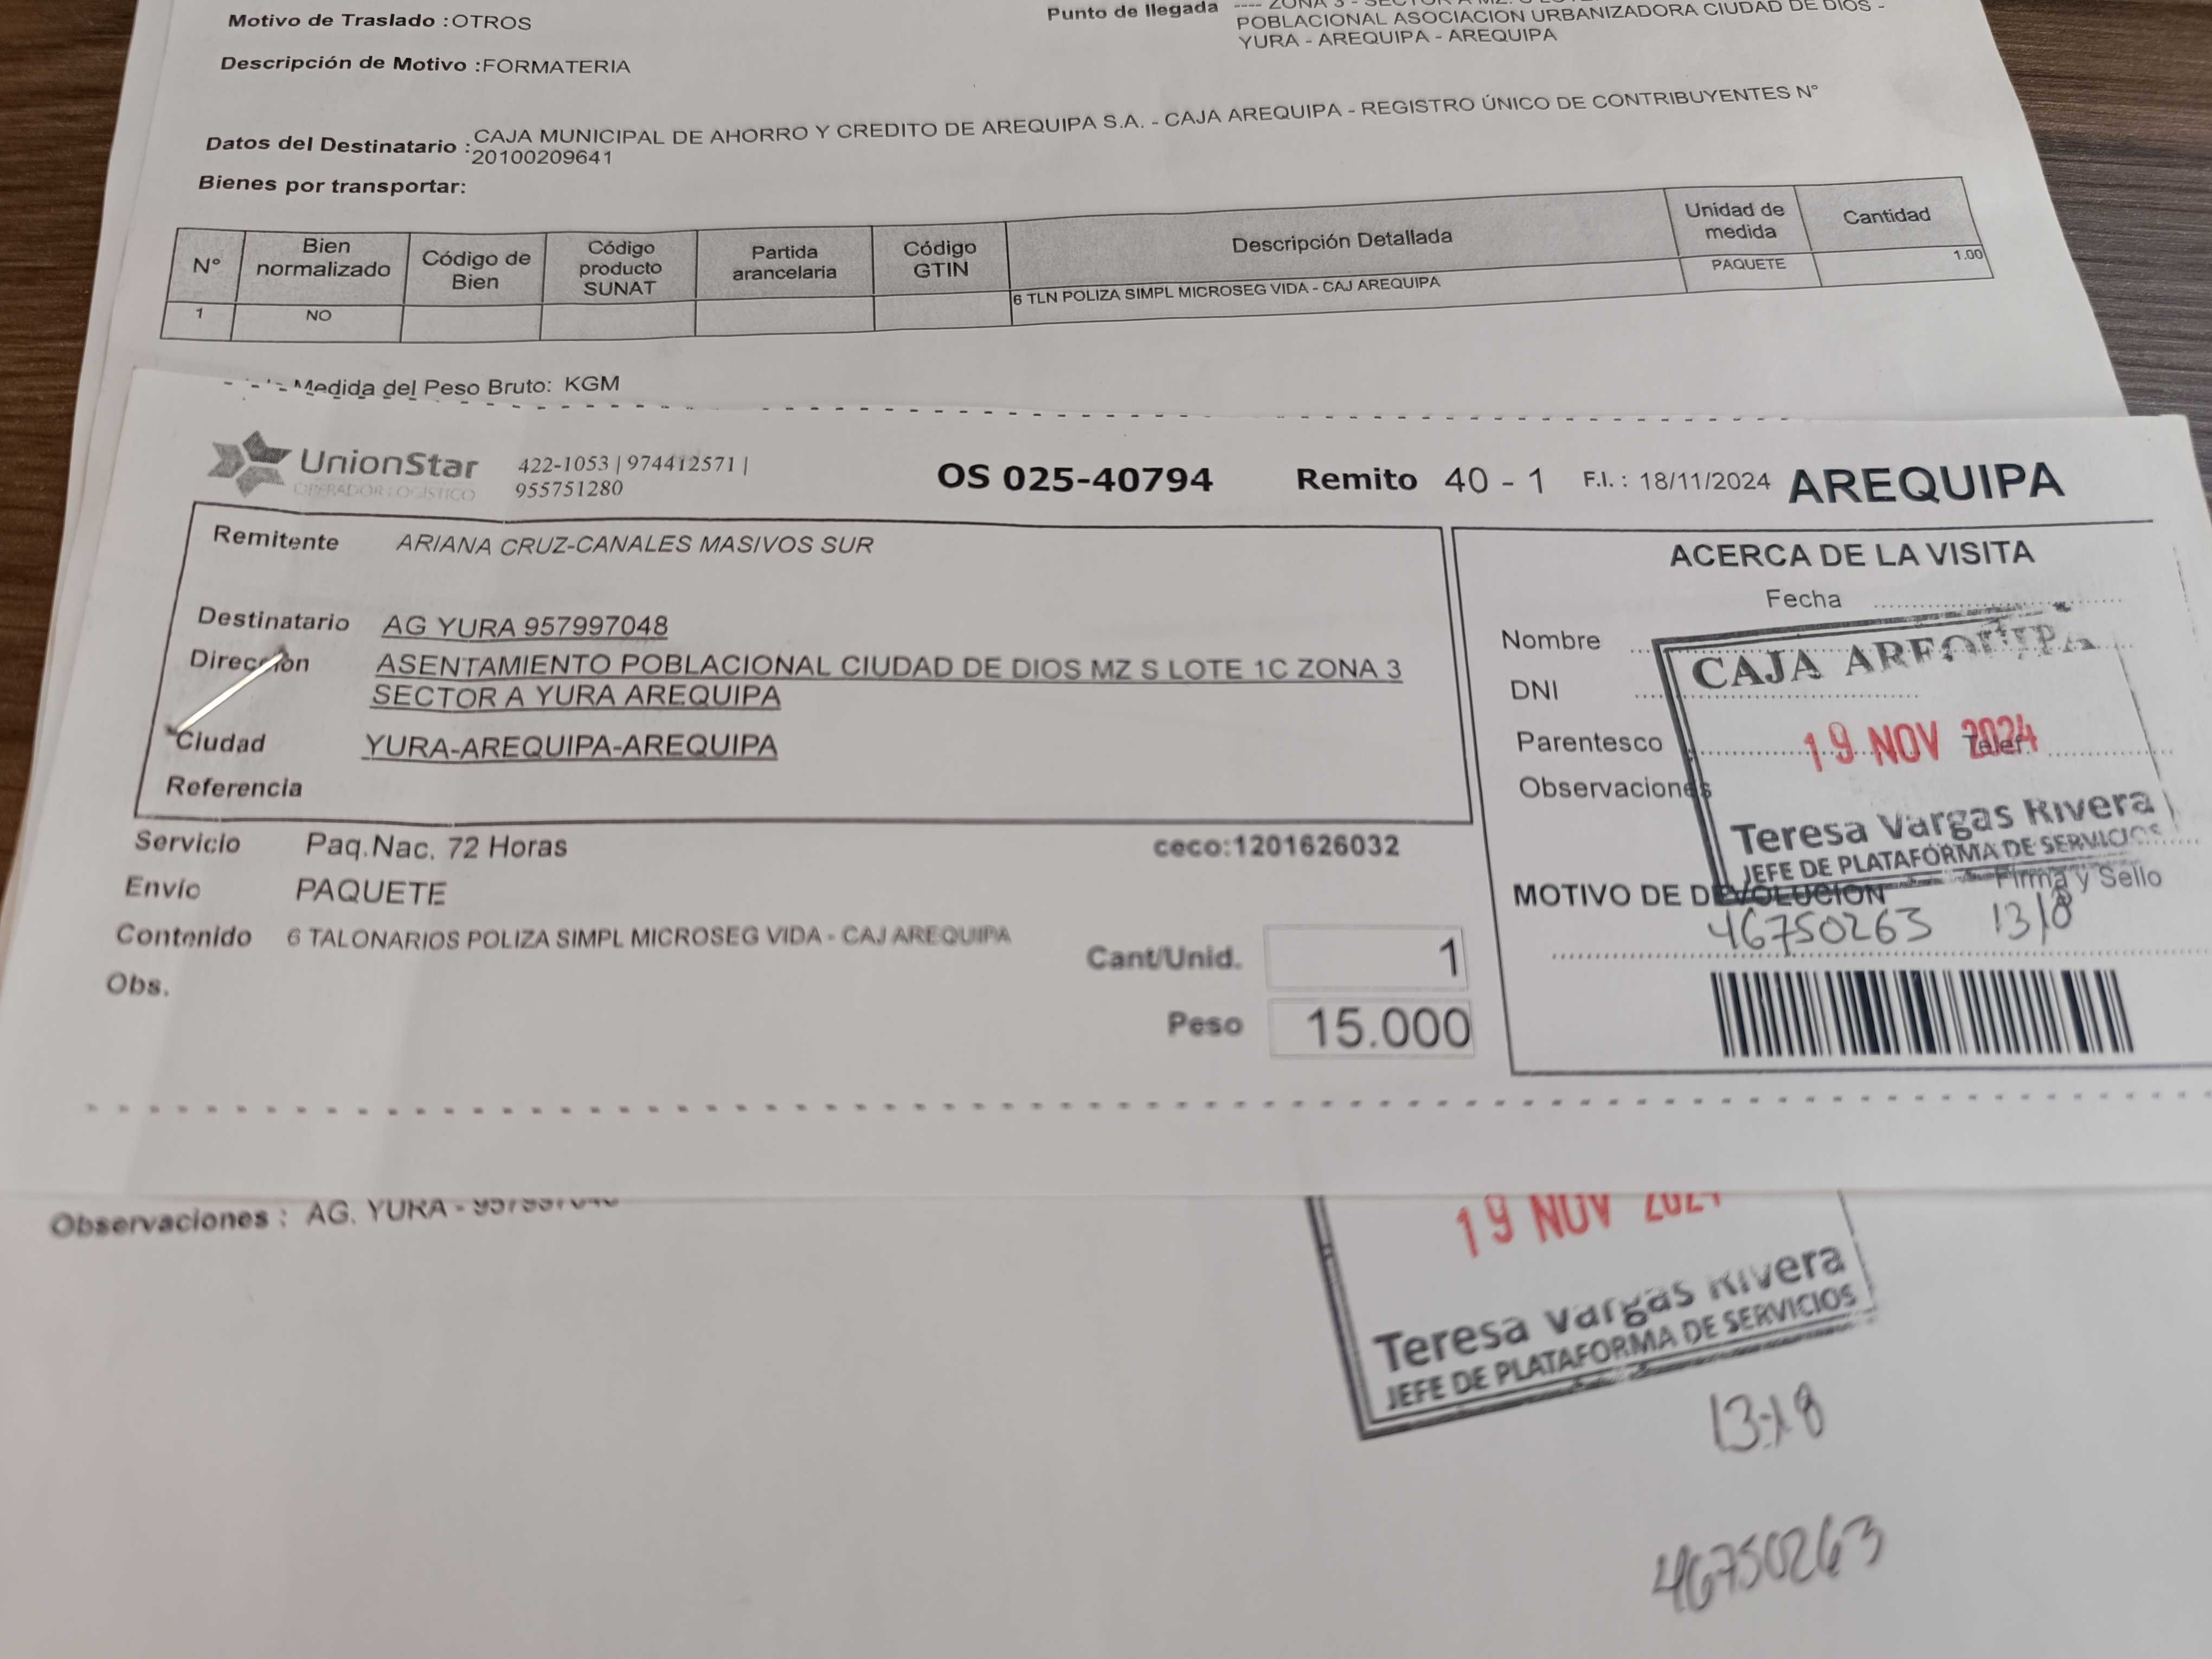 Motivo de Traslado : OTROS
Descripción de Motivo : FORMATERIA
Punto de llegada
POBLACIONAL ASOCIACION URBANIZADORA CIUDAD DE DIOS -
YURA - AREQUIPA - AREQUIPA
Datos del Destinatario : CAJA MUNICIPAL DE AHORRO Y CREDITO DE AREQUIPA S.A. - CAJA AREQUIPA - REGISTRO ÚNICO DE CONTRIBUYENTES N°
20100209641
Bienes por transportar:
N° Bien normalizado Código de Bien Código producto SUNAT Partida arancelaria Código GTIN Descripción Detallada Unidad de medida Cantidad
1 NO 6 TLN POLIZA SIMPL MICROSEG VIDA - CAJ AREQUIPA PAQUETE 1.00
Medida del Peso Bruto: KGM
UnionStar
OPERADOR LOGÍSTICO
422-1053 | 974412571 |
955751280
OS 025-40794 Remito 40 - 1 F.I. : 18/11/2024 AREQUIPA
Remitente ARIANA CRUZ-CANALES MASIVOS SUR
Destinatario AG YURA 957997048
Dirección ASENTAMIENTO POBLACIONAL CIUDAD DE DIOS MZ S LOTE 1C ZONA 3
SECTOR A YURA AREQUIPA
Ciudad YURA-AREQUIPA-AREQUIPA
Referencia
Servicio Paq.Nac. 72 Horas ceco:1201626032
Envío PAQUETE
Contenido 6 TALONARIOS POLIZA SIMPL MICROSEG VIDA - CAJ AREQUIPA
Cant/Unid. 1
Obs.
Peso 15.000
ACERCA DE LA VISITA
Fecha
Nombre
DNI
Parentesco Telef.
Observaciones
CAJA AREQUIPA
19 NOV 2024
Teresa Vargas Rivera
JEFE DE PLATAFORMA DE SERVICIOS
Firma y Sello
MOTIVO DE DEVOLUCION
46750263 13:18
Observaciones : AG. YURA - 957997048
19 NOV 2024
Teresa Vargas Rivera
JEFE DE PLATAFORMA DE SERVICIOS
13:18
46750263